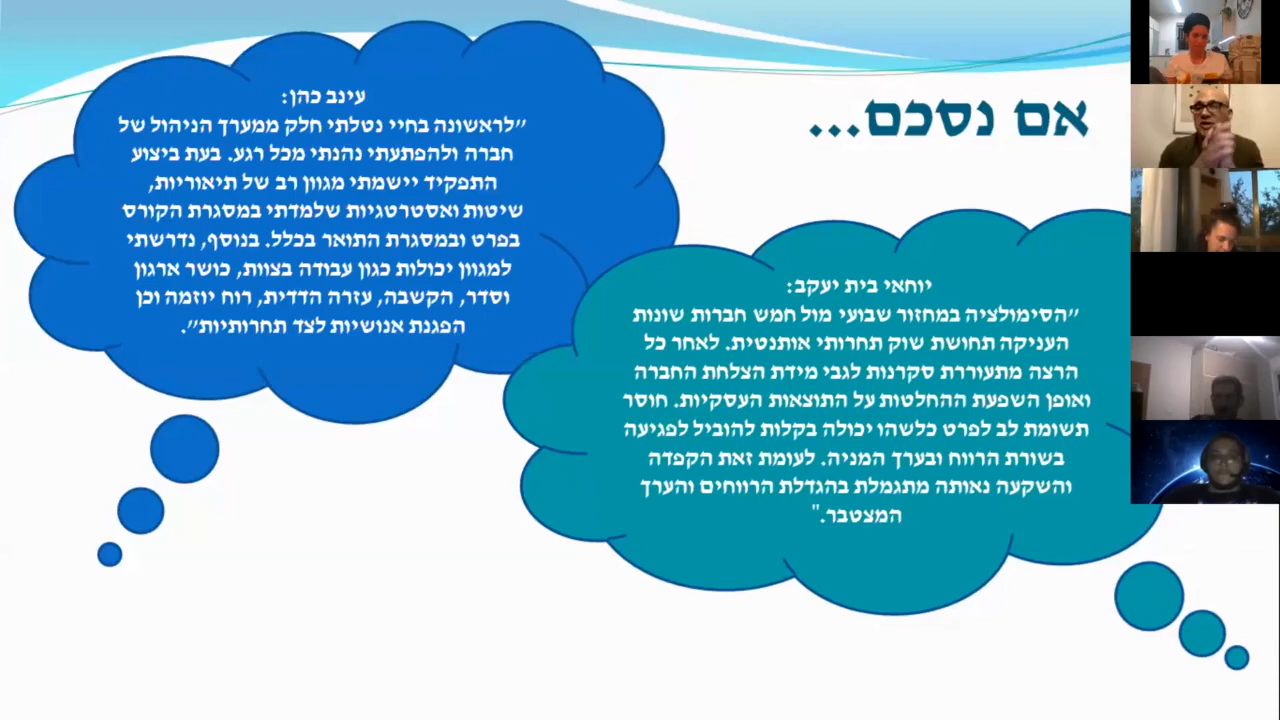 אם נסכם...
עינב כהן:
״לראשונה בחיי נטלתי חלק ממערך הניהול של
חברה ולהפתעתי נהנתי מכל רגע. בעת ביצוע
התפקיד יישמתי מגוון רב של תיאוריות,
שיטות ואסטרטגיות שלמדתי במסגרת הקורס
בפרט ובמסגרת התואר בכלל. בנוסף, נדרשתי
למגוון יכולות כגון עבודה בצוות, כושר ארגון
וסדר, הקשבה, עזרה הדדית, רוח יוזמה וכן
הפגנת אנושיות לצד תחרותיות״.
יוחאי בית יעקב:
״הסימולציה במחזור שבועי מול חמש חברות שונות
העניקה תחושת שוק תחרותי אותנטית. לאחר כל
הרצה מתעוררת סקרנות לגבי מידת הצלחת החברה
ואופן השפעת ההחלטות על התוצאות העסקיות. חוסר
תשומת לב לפרט כלשהו יכולה בקלות להוביל לפגיעה
בשורת הרווח ובערך המניה. לעומת זאת הקפדה
והשקעה נאותה מתגמלת בהגדלת הרווחים והערך
המצטבר."